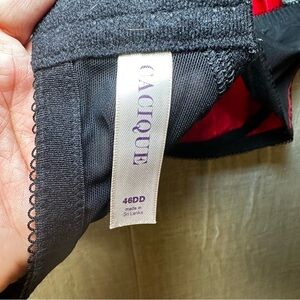 CACIQUE
46DD
made in
Sri Lanka